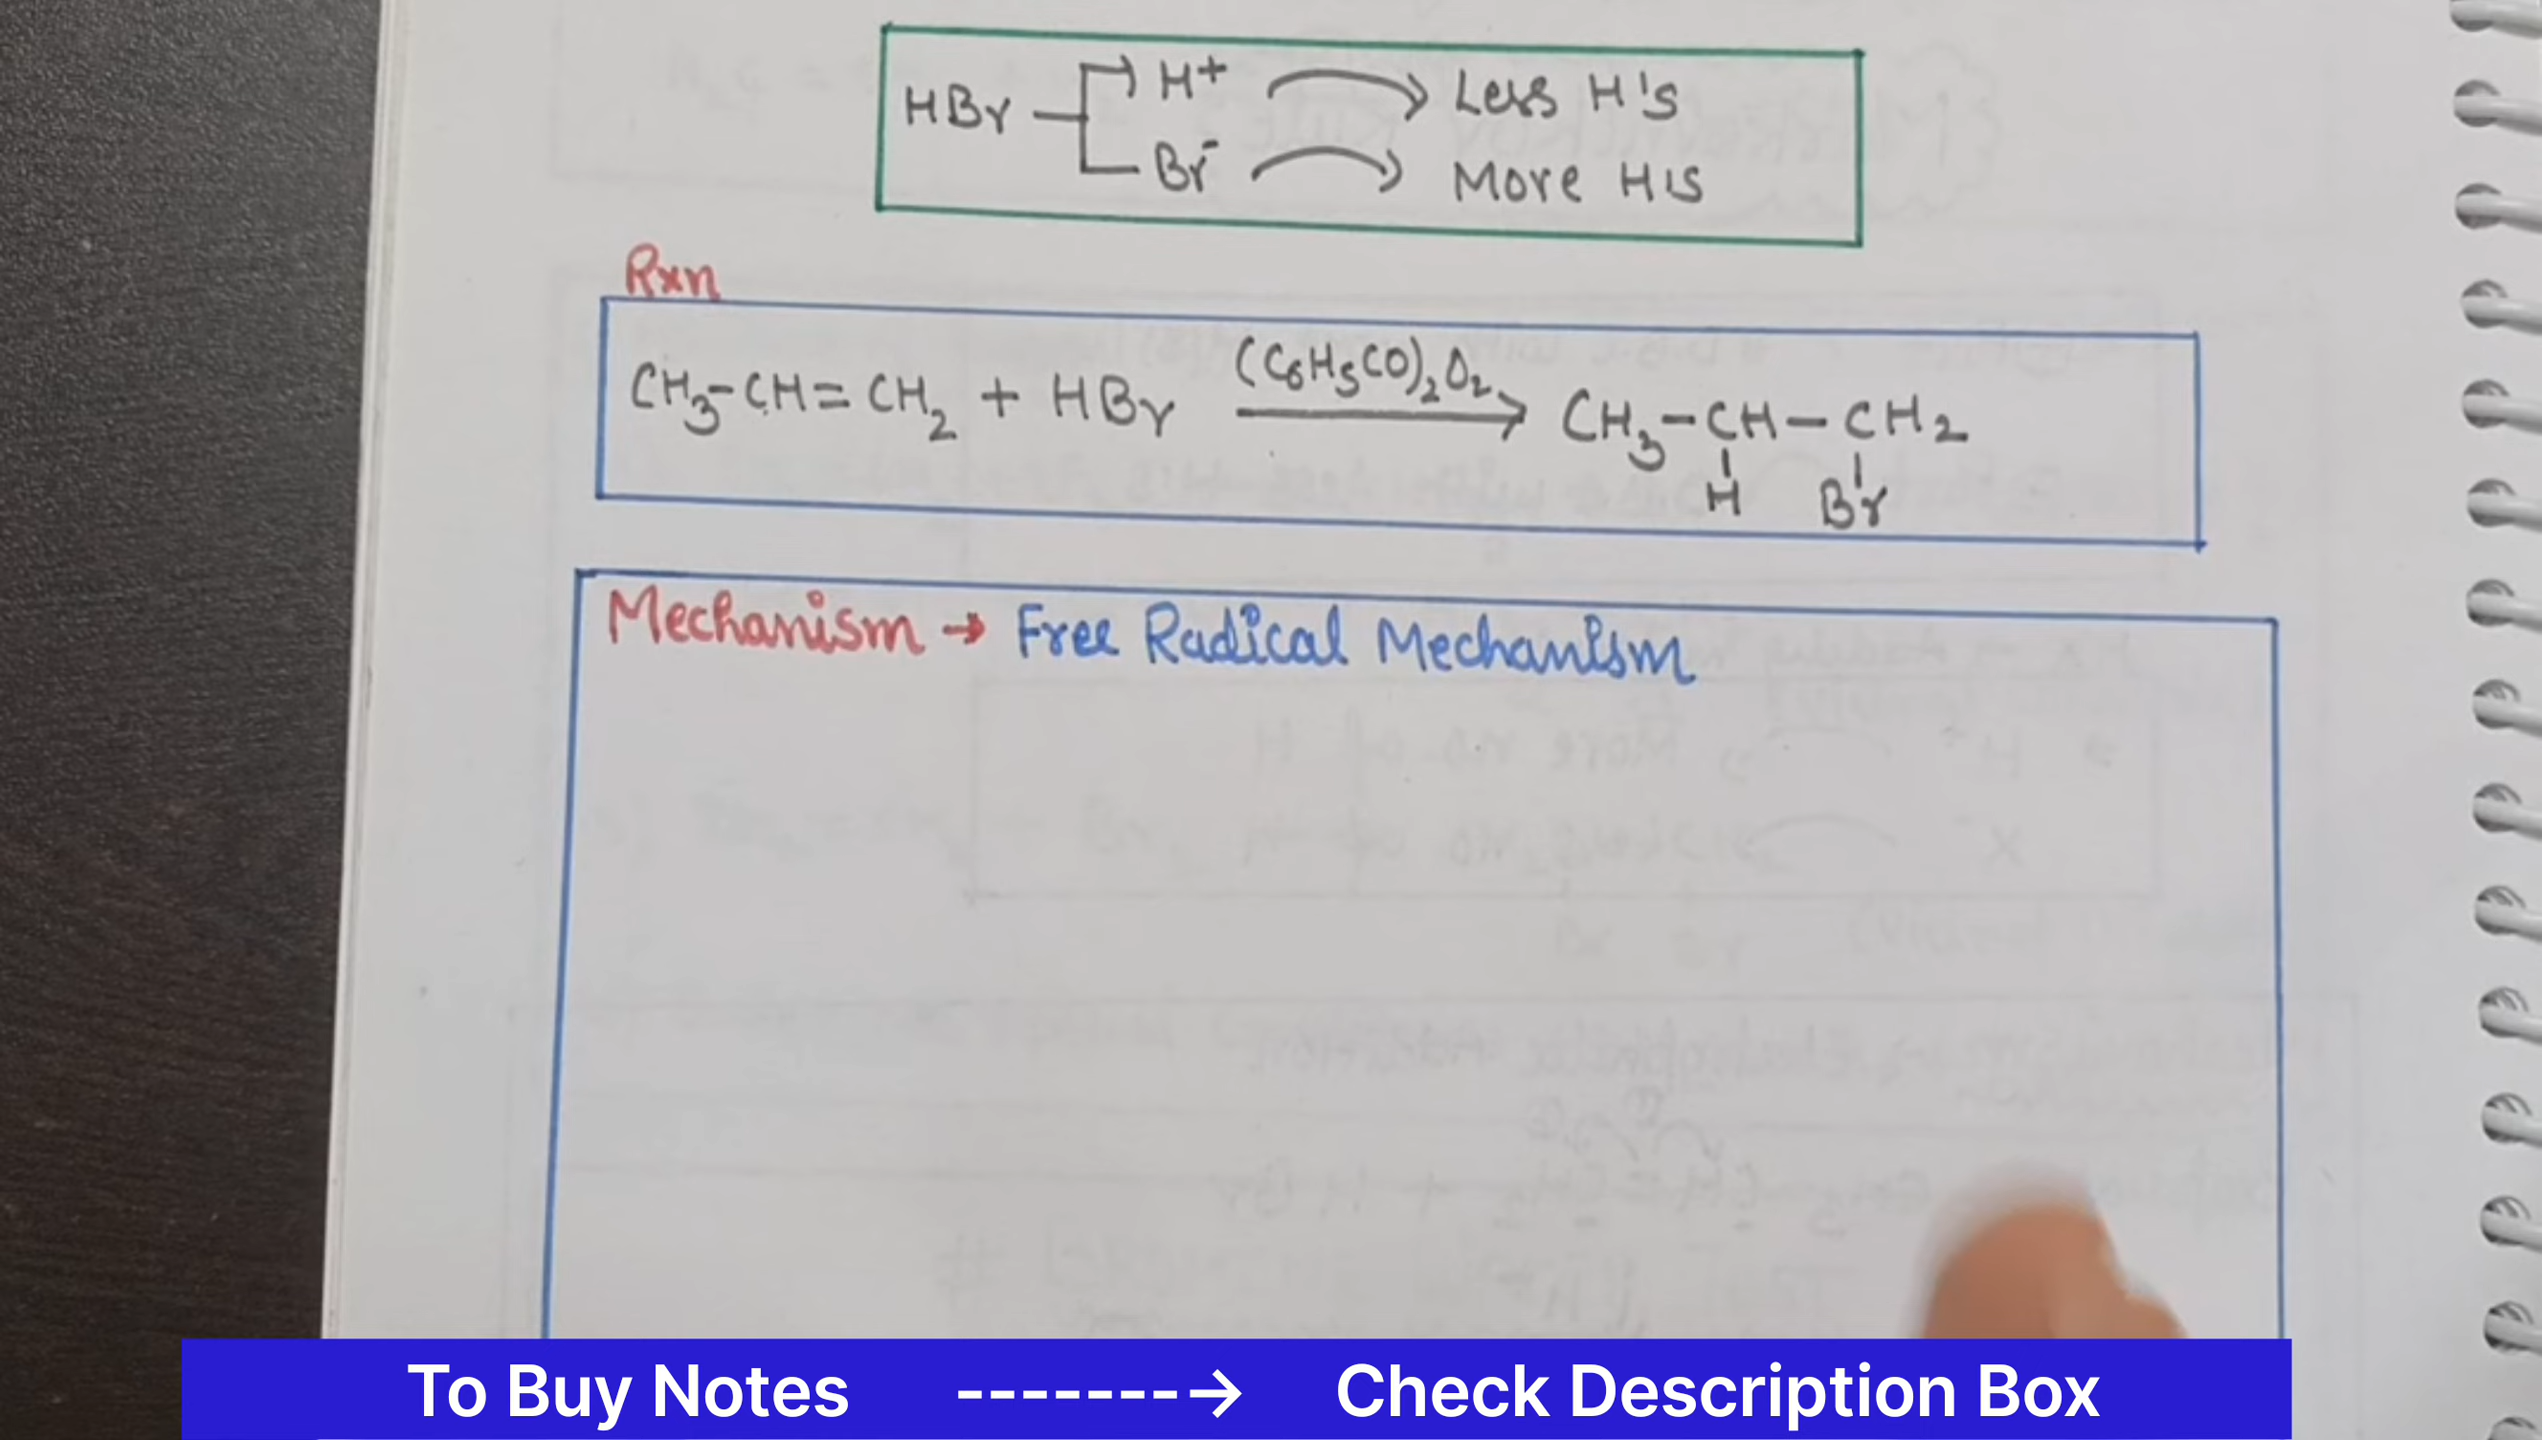 HBr H+ Less H's
Br- More H's
Rxn
(C6H5CO)2O2
CH3-CH=CH2 + HBr → CH3-CH-CH2
H Br
Mechanism → Free Radical Mechanism
To Buy Notes -------→ Check Description Box